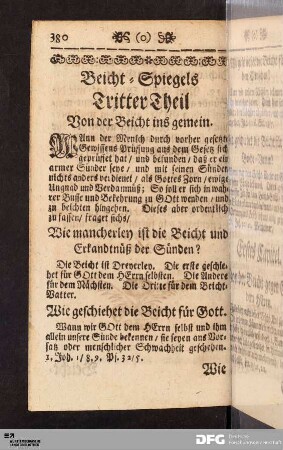 380 (o)
Beicht-Spiegels
Tritter Theil
Von der Beicht ins gemein.
Wann der Mensch durch vorher gesetzte
Gewissens Prüfung aus dem Gesetz sich
geprüffet hat / und befunden / daß er ein
armer Sünder seye / und mit seinen Sünden
nichts anders verdienet / als Gottes Zorn / ewige
Ungnad und Verdamnüß; So soll er sich in wah-
rer Busse und Bekehrung zu GOtt wenden / und
zu beichten hingehen. Dieses aber ordentlich
zu fassen / fraget sichs /
Wie mancherley ist die Beicht und
Erkandtnüß der Sünden?
Die Beicht ist Dreyerley. Die erste geschie-
het für GOtt dem HErrn selbsten. Die Andere
für dem Nächsten. Die Dritte für dem Beicht-
Vatter.
Wie geschiehet die Beicht für Gott.
Wann wir GOtt dem HErrn selbst und ihm
allein unsere Sünde bekennen / sie seyen aus Vor-
satz oder menschlicher Schwachheit geschehen.
1. Joh. 1/8.9. Ps. 32/5.
Wie
DFG